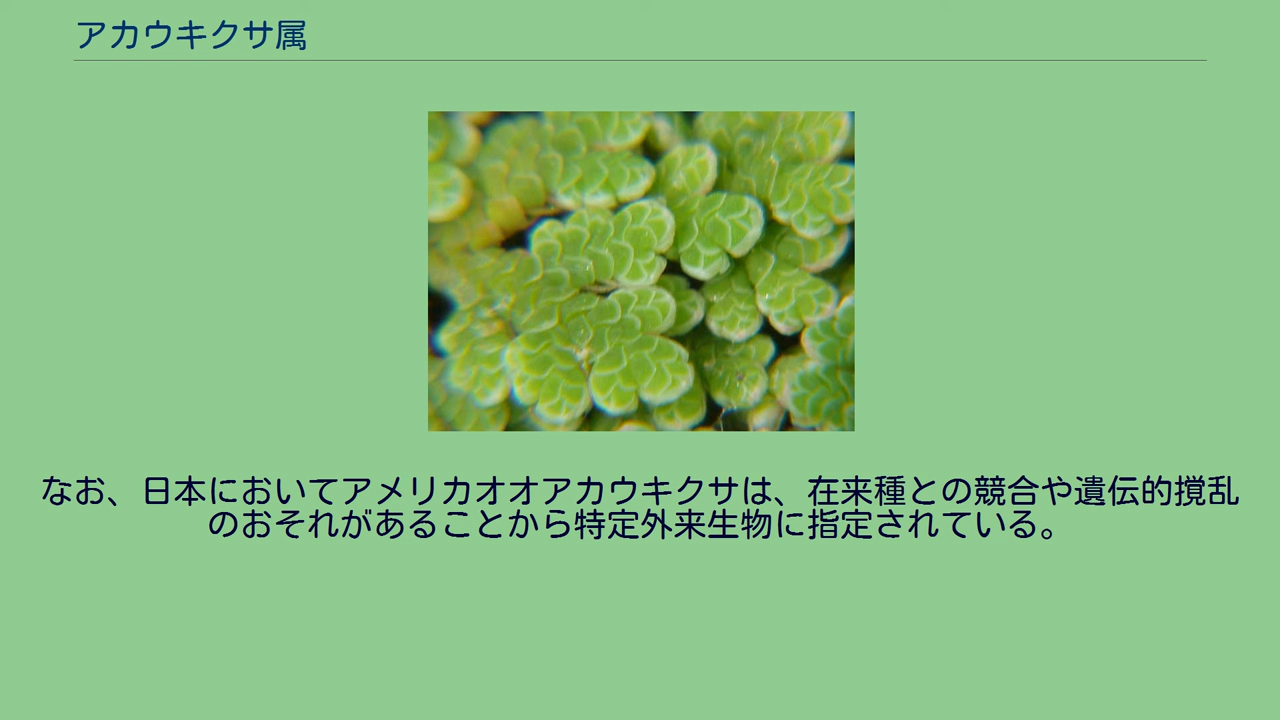 アカウキクサ属
なお、日本においてアメリカオオアカウキクサは、在来種との競合や遺伝的撹乱
のおそれがあることから特定外来生物に指定されている。